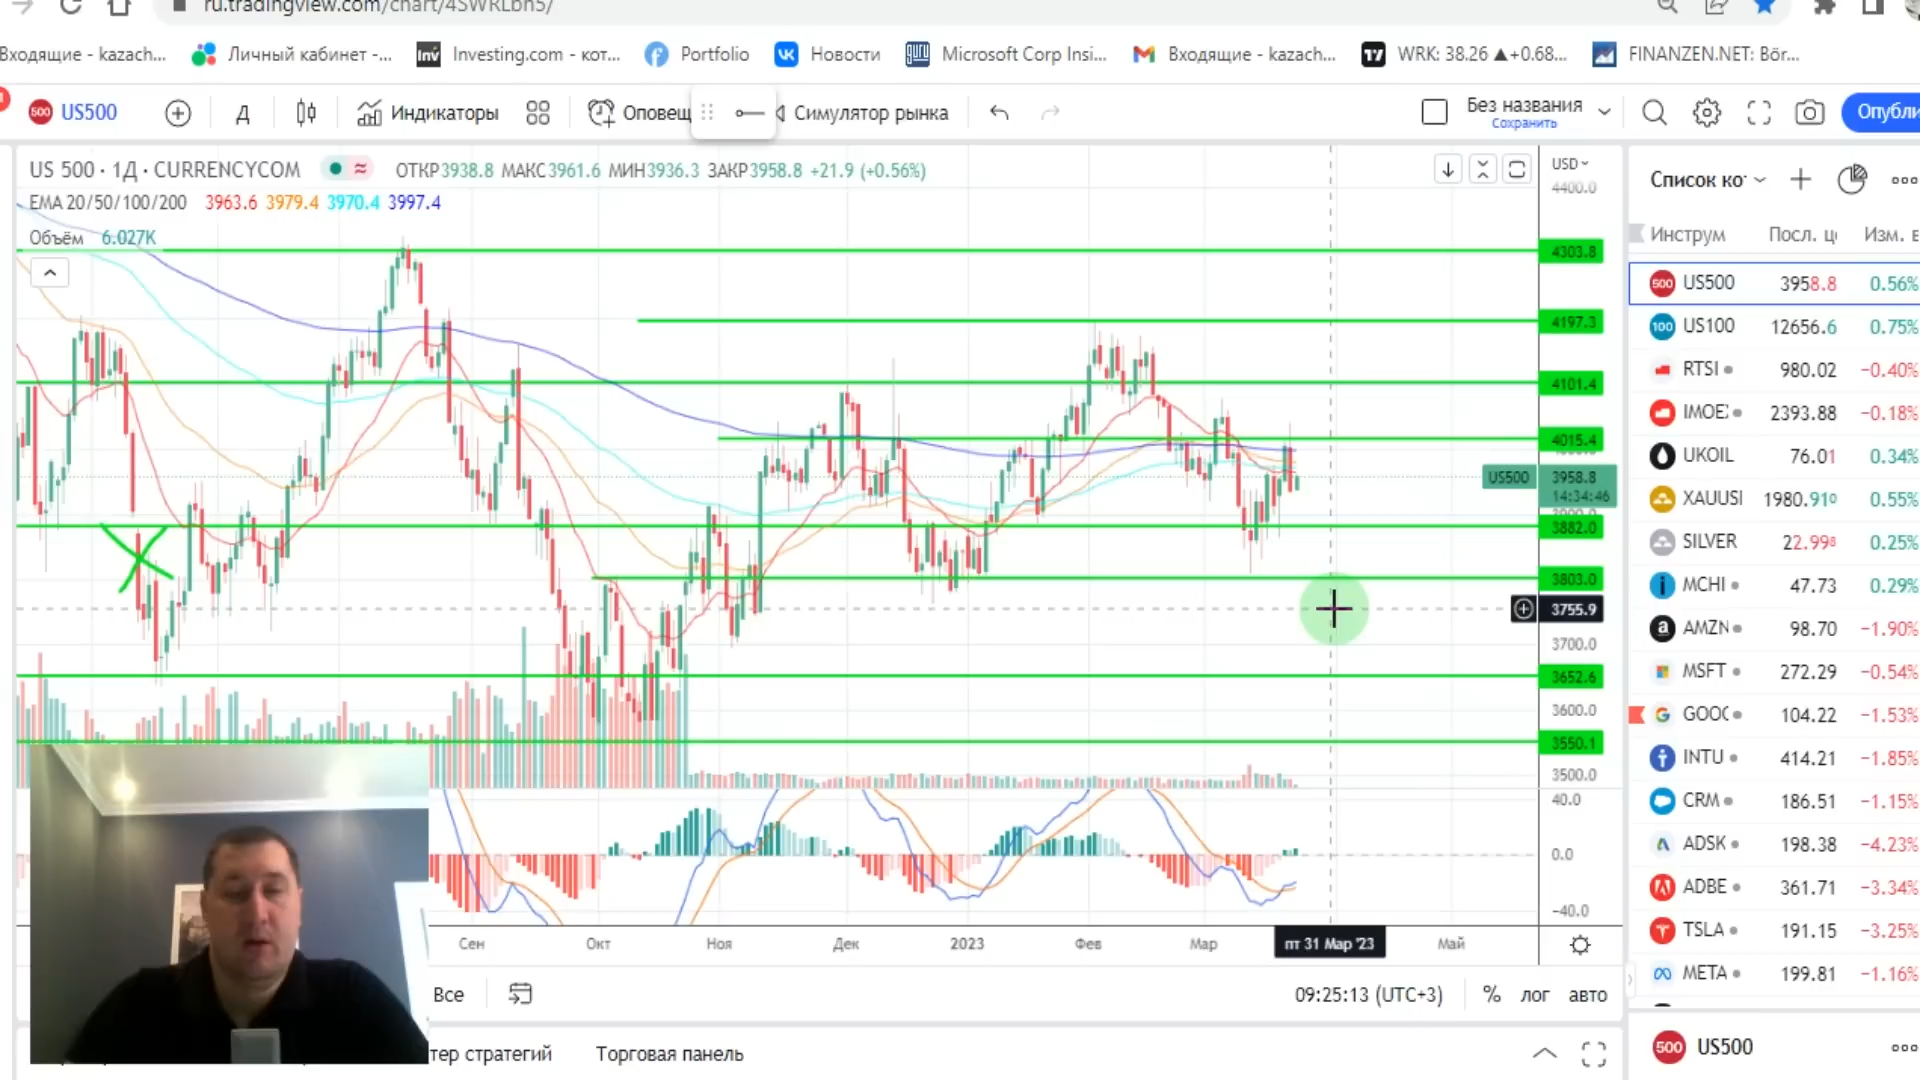 ru.tradingview.com/chart/4SWRLbn5/
Входящие - kazach... Личный кабинет -... Investing.com - кот... Portfolio Новости Microsoft Corp Insi... Входящие - kazach... WRK: 38.26 ▲+0.68... FINANZEN.NET: Bör...
US500 Д Индикаторы Оповещ Симулятор рынка Без названия Опубли
Сохранить
US 500 · 1Д · CURRENCYCOM ОТКР3938.8 МАКС3961.6 МИН3936.3 ЗАКР3958.8 +21.9 (+0.56%)
EMA 20/50/100/200 3963.6 3979.4 3970.4 3997.4
Объём 6.027K
USD
4400.0
4303.8
4197.3
4101.4
4015.4
US500 3958.8
14:34:46
3882.0
3803.0
3755.9
3700.0
3652.6
3600.0
3550.1
3500.0
40.0
0.0
−40.0
Сен Окт Ноя Дек 2023 Фев Мар пт 31 Мар '23 Май
Все 09:25:13 (UTC+3) % лог авто
тер стратегий Торговая панель
Список ко
Инструм Посл. ц Изм. в
US500 3958.8 0.56%
US100 12656.6 0.75%
RTSI 980.02 −0.40%
IMOE 2393.88 −0.18%
UKOIL 76.01 0.34%
XAUUSI 1980.910 0.55%
SILVER 22.998 0.25%
MCHI 47.73 0.29%
AMZN 98.70 −1.90%
MSFT 272.29 −0.54%
GOOG 104.22 −1.53%
INTU 414.21 −1.85%
CRM 186.51 −1.15%
ADSK 198.38 −4.23%
ADBE 361.71 −3.34%
TSLA 191.15 −3.25%
META 199.81 −1.16%
US500